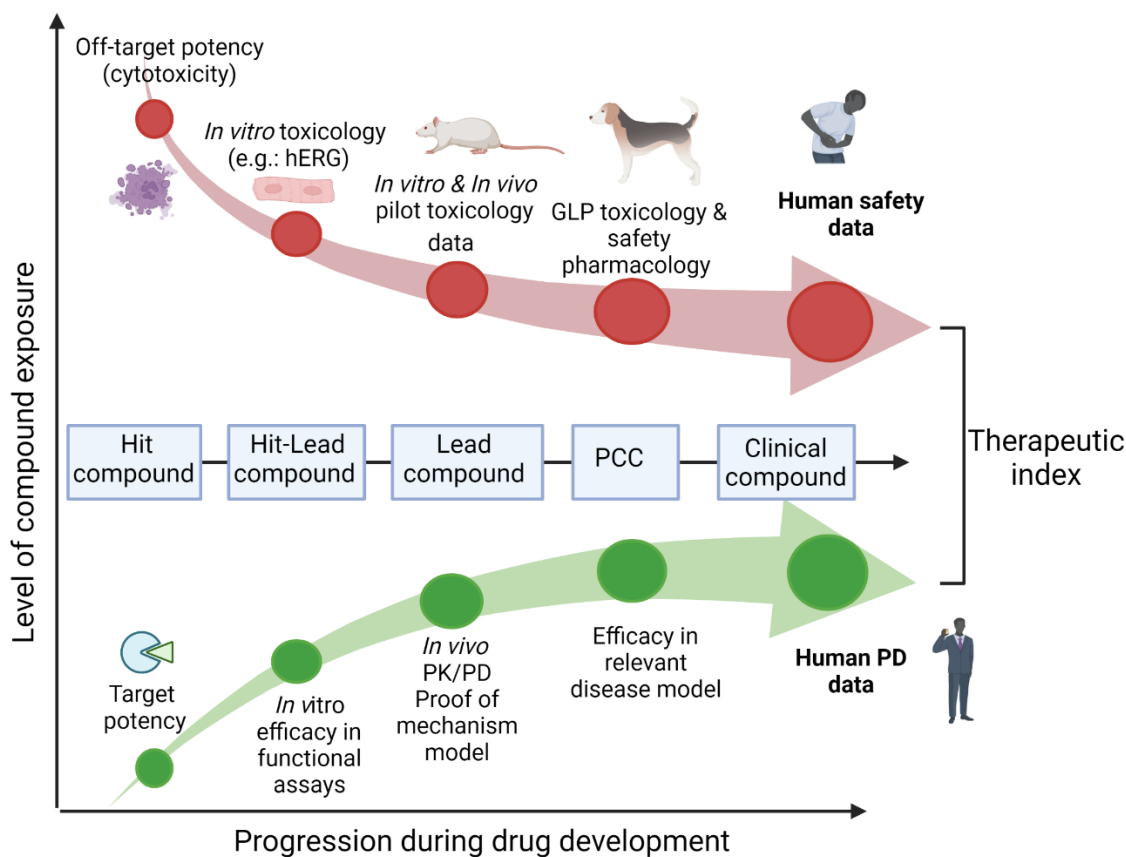 Off-target potency
(cytotoxicity)
In vitro toxicology
(e.g.: hERG)
In vitro & In vivo
pilot toxicology
data
GLP toxicology &
safety
pharmacology
Human safety
data
Level of compound exposure
Hit
compound
Hit-Lead
compound
Lead
compound
PCC
Clinical
compound
Therapeutic
index
Target
potency
In vitro
efficacy in
functional
assays
In vivo
PK/PD
Proof of
mechanism
model
Efficacy in
relevant
disease model
Human PD
data
Progression during drug development